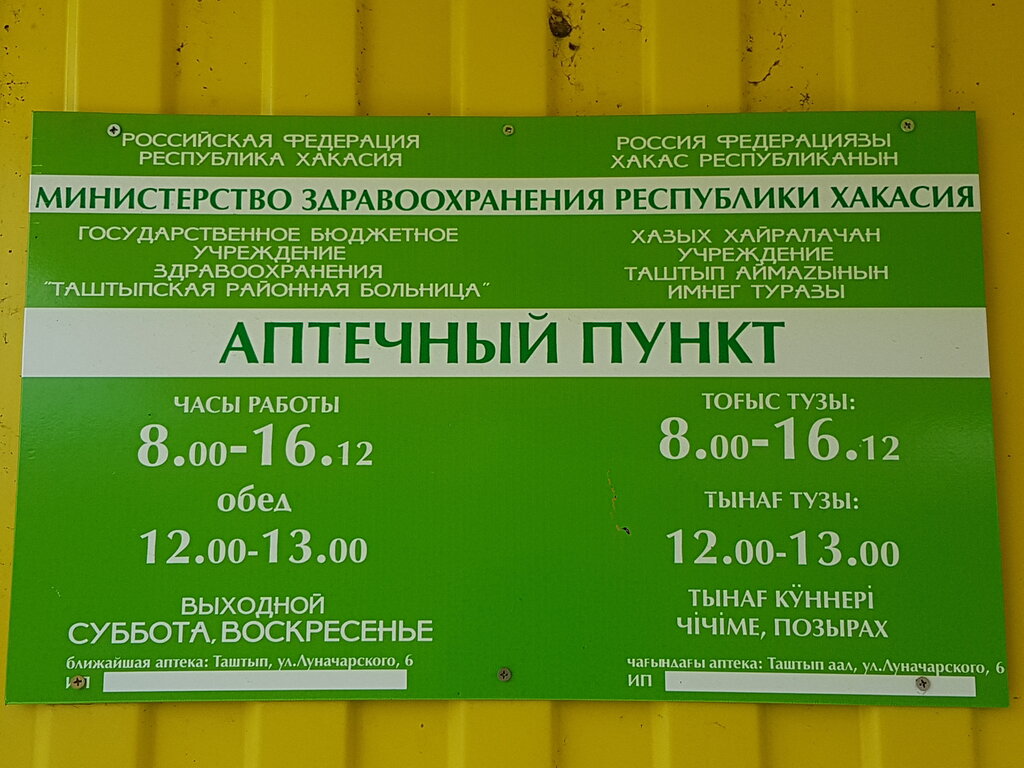 РОССИЙСКАЯ ФЕДЕРАЦИЯ
РЕСПУБЛИКА ХАКАСИЯ
РОССИЯ ФЕДЕРАЦИЯЗЫ
ХАКАС РЕСПУБЛИКАНЫН
МИНИСТЕРСТВО ЗДРАВООХРАНЕНИЯ РЕСПУБЛИКИ ХАКАСИЯ
ГОСУДАРСТВЕННОЕ БЮДЖЕТНОЕ
УЧРЕЖДЕНИЕ
ЗДРАВООХРАНЕНИЯ
"ТАШТЫПСКАЯ РАЙОННАЯ БОЛЬНИЦА"
ХАЗЫХ ХАЙРАЛАЧАН
УЧРЕЖДЕНИЕ
ТАШТЫП АЙМАZЫНЫН
ИМНЕГ ТУРАЗЫ
АПТЕЧНЫЙ ПУНКТ
ЧАСЫ РАБОТЫ
8.00-16.12
обед
12.00-13.00
ВЫХОДНОЙ
СУББОТА, ВОСКРЕСЕНЬЕ
ближайшая аптека: Таштып, ул.Луначарского, 6
ИП
ТОҒЫС ТУЗЫ:
8.00-16.12
ТЫНАҒ ТУЗЫ:
12.00-13.00
ТЫНАҒ КӰННЕРІ
ЧІЧІМЕ, ПОЗЫРАХ
чағындағы аптека: Таштып аал, ул.Луначарского, 6
ИП